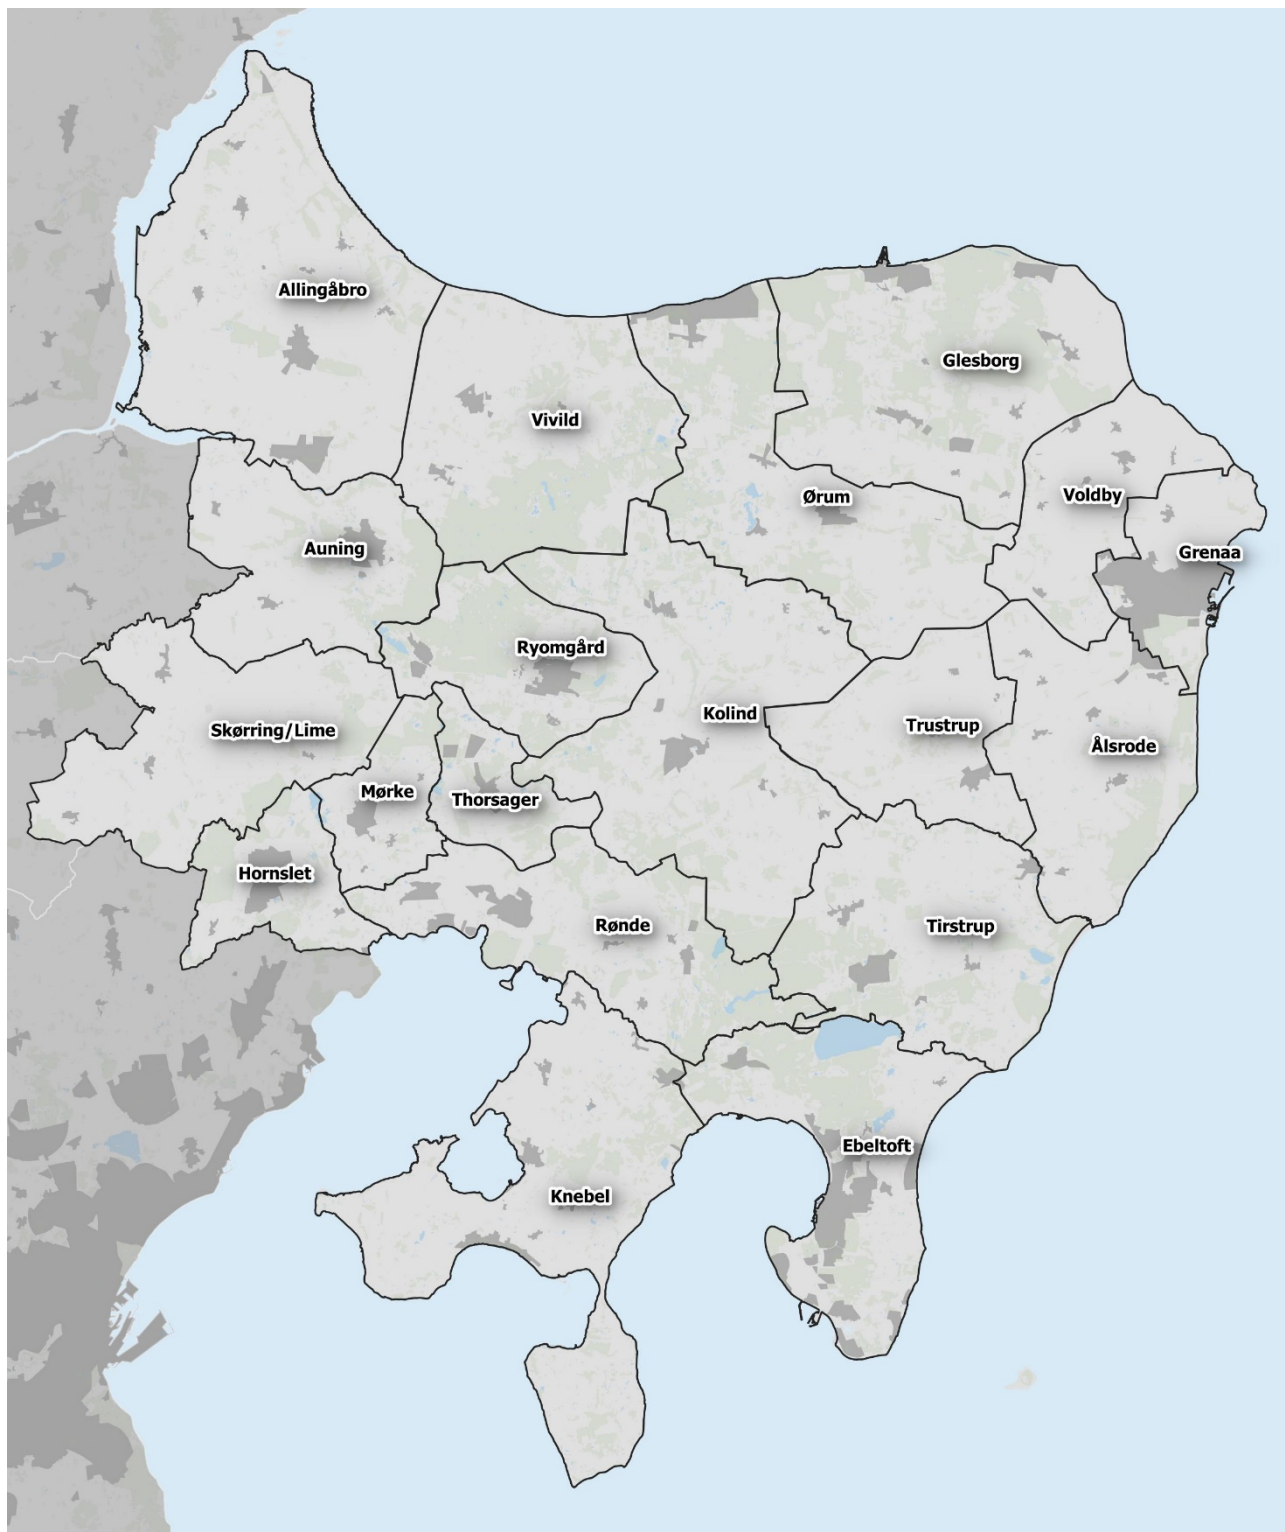 Allingåbro
Glesborg
Vivild
Voldby
Ørum
Auning
Grenaa
Ryomgård
Kolind
Trustrup
Skørring/Lime
Ålsrode
Mørke
Thorsager
Hornslet
Rønde
Tirstrup
Ebeltoft
Knebel